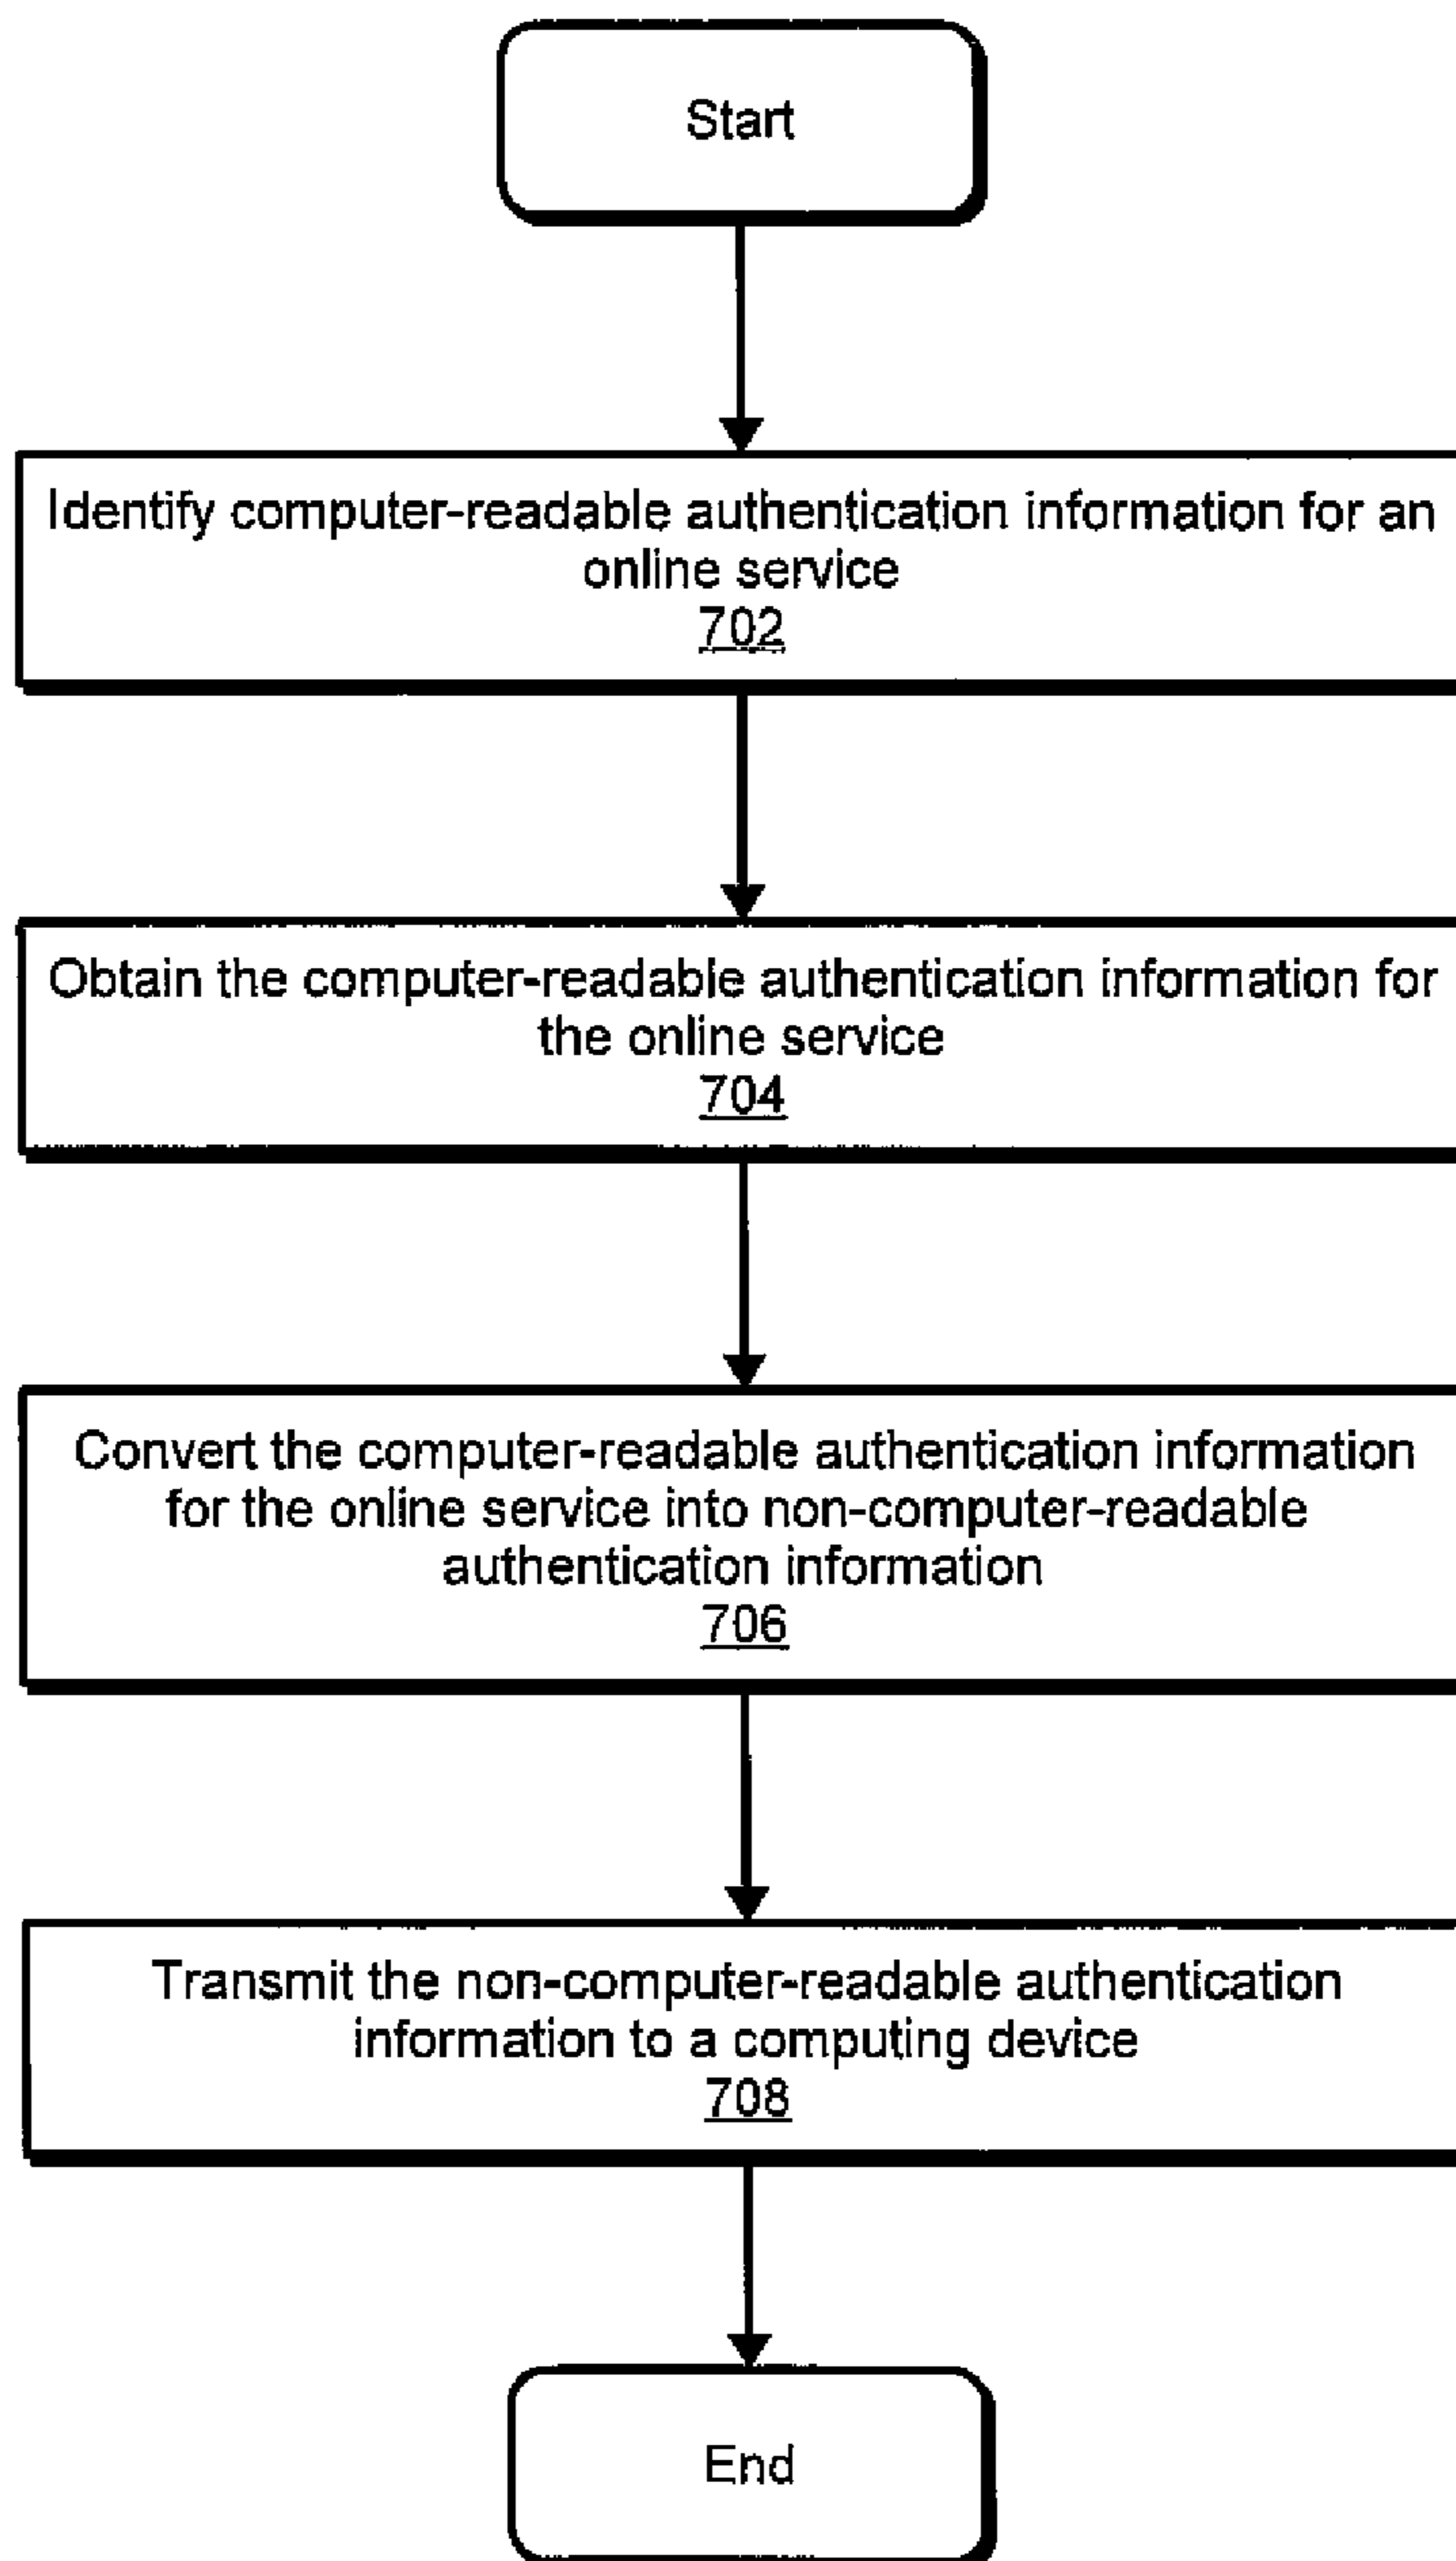 Start
Identify computer-readable authentication information for an
online service
702
Obtain the computer-readable authentication information for
the online service
704
Convert the computer-readable authentication information
for the online service into non-computer-readable
authentication information
706
Transmit the non-computer-readable authentication
information to a computing device
708
End